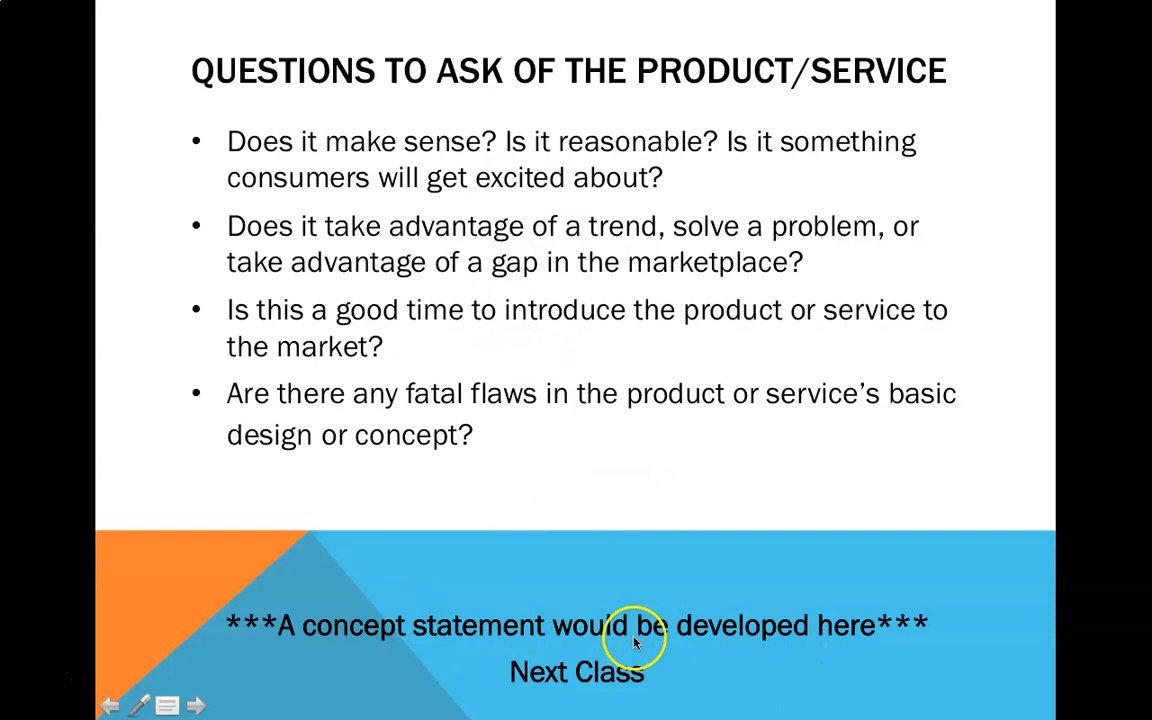 QUESTIONS TO ASK OF THE PRODUCT/SERVICE
• Does it make sense? Is it reasonable? Is it something
consumers will get excited about?
• Does it take advantage of a trend, solve a problem, or
take advantage of a gap in the marketplace?
• Is this a good time to introduce the product or service to
the market?
• Are there any fatal flaws in the product or service’s basic
design or concept?
***A concept statement would be developed here***
Next Class